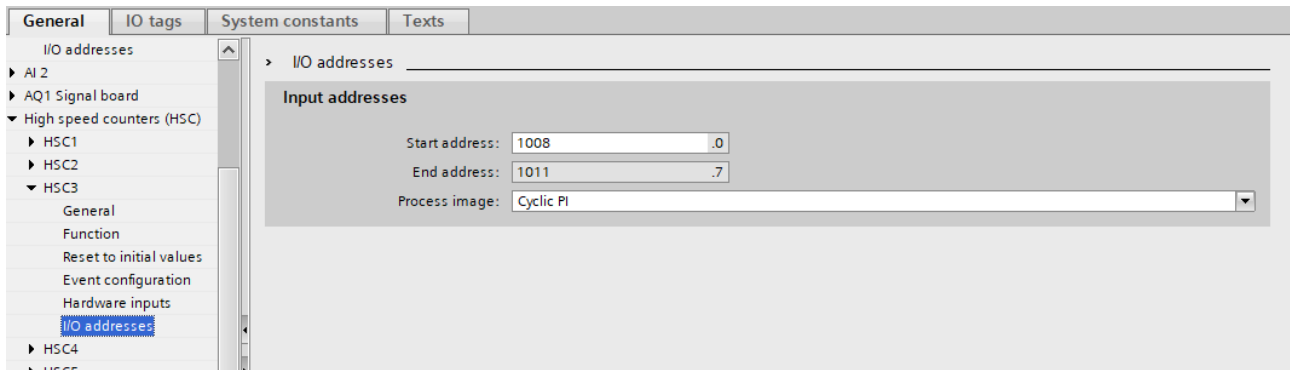 General IO tags System constants Texts
I/O addresses
AI 2
AQ1 Signal board
High speed counters (HSC)
HSC1
HSC2
HSC3
General
Function
Reset to initial values
Event configuration
Hardware inputs
I/O addresses
HSC4
I/O addresses
Input addresses
Start address: 1008 .0
End address: 1011 .7
Process image: Cyclic PI